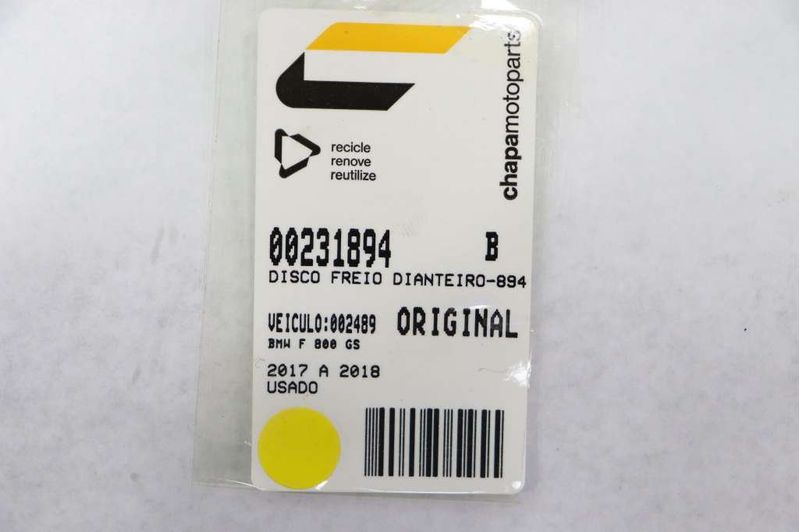 chapamotoparts
recicle
renove
reutilize
00231894 B
DISCO FREIO DIANTEIRO-894
VEICULO:002489 ORIGINAL
BMW F 800 GS
2017 A 2018
USADO